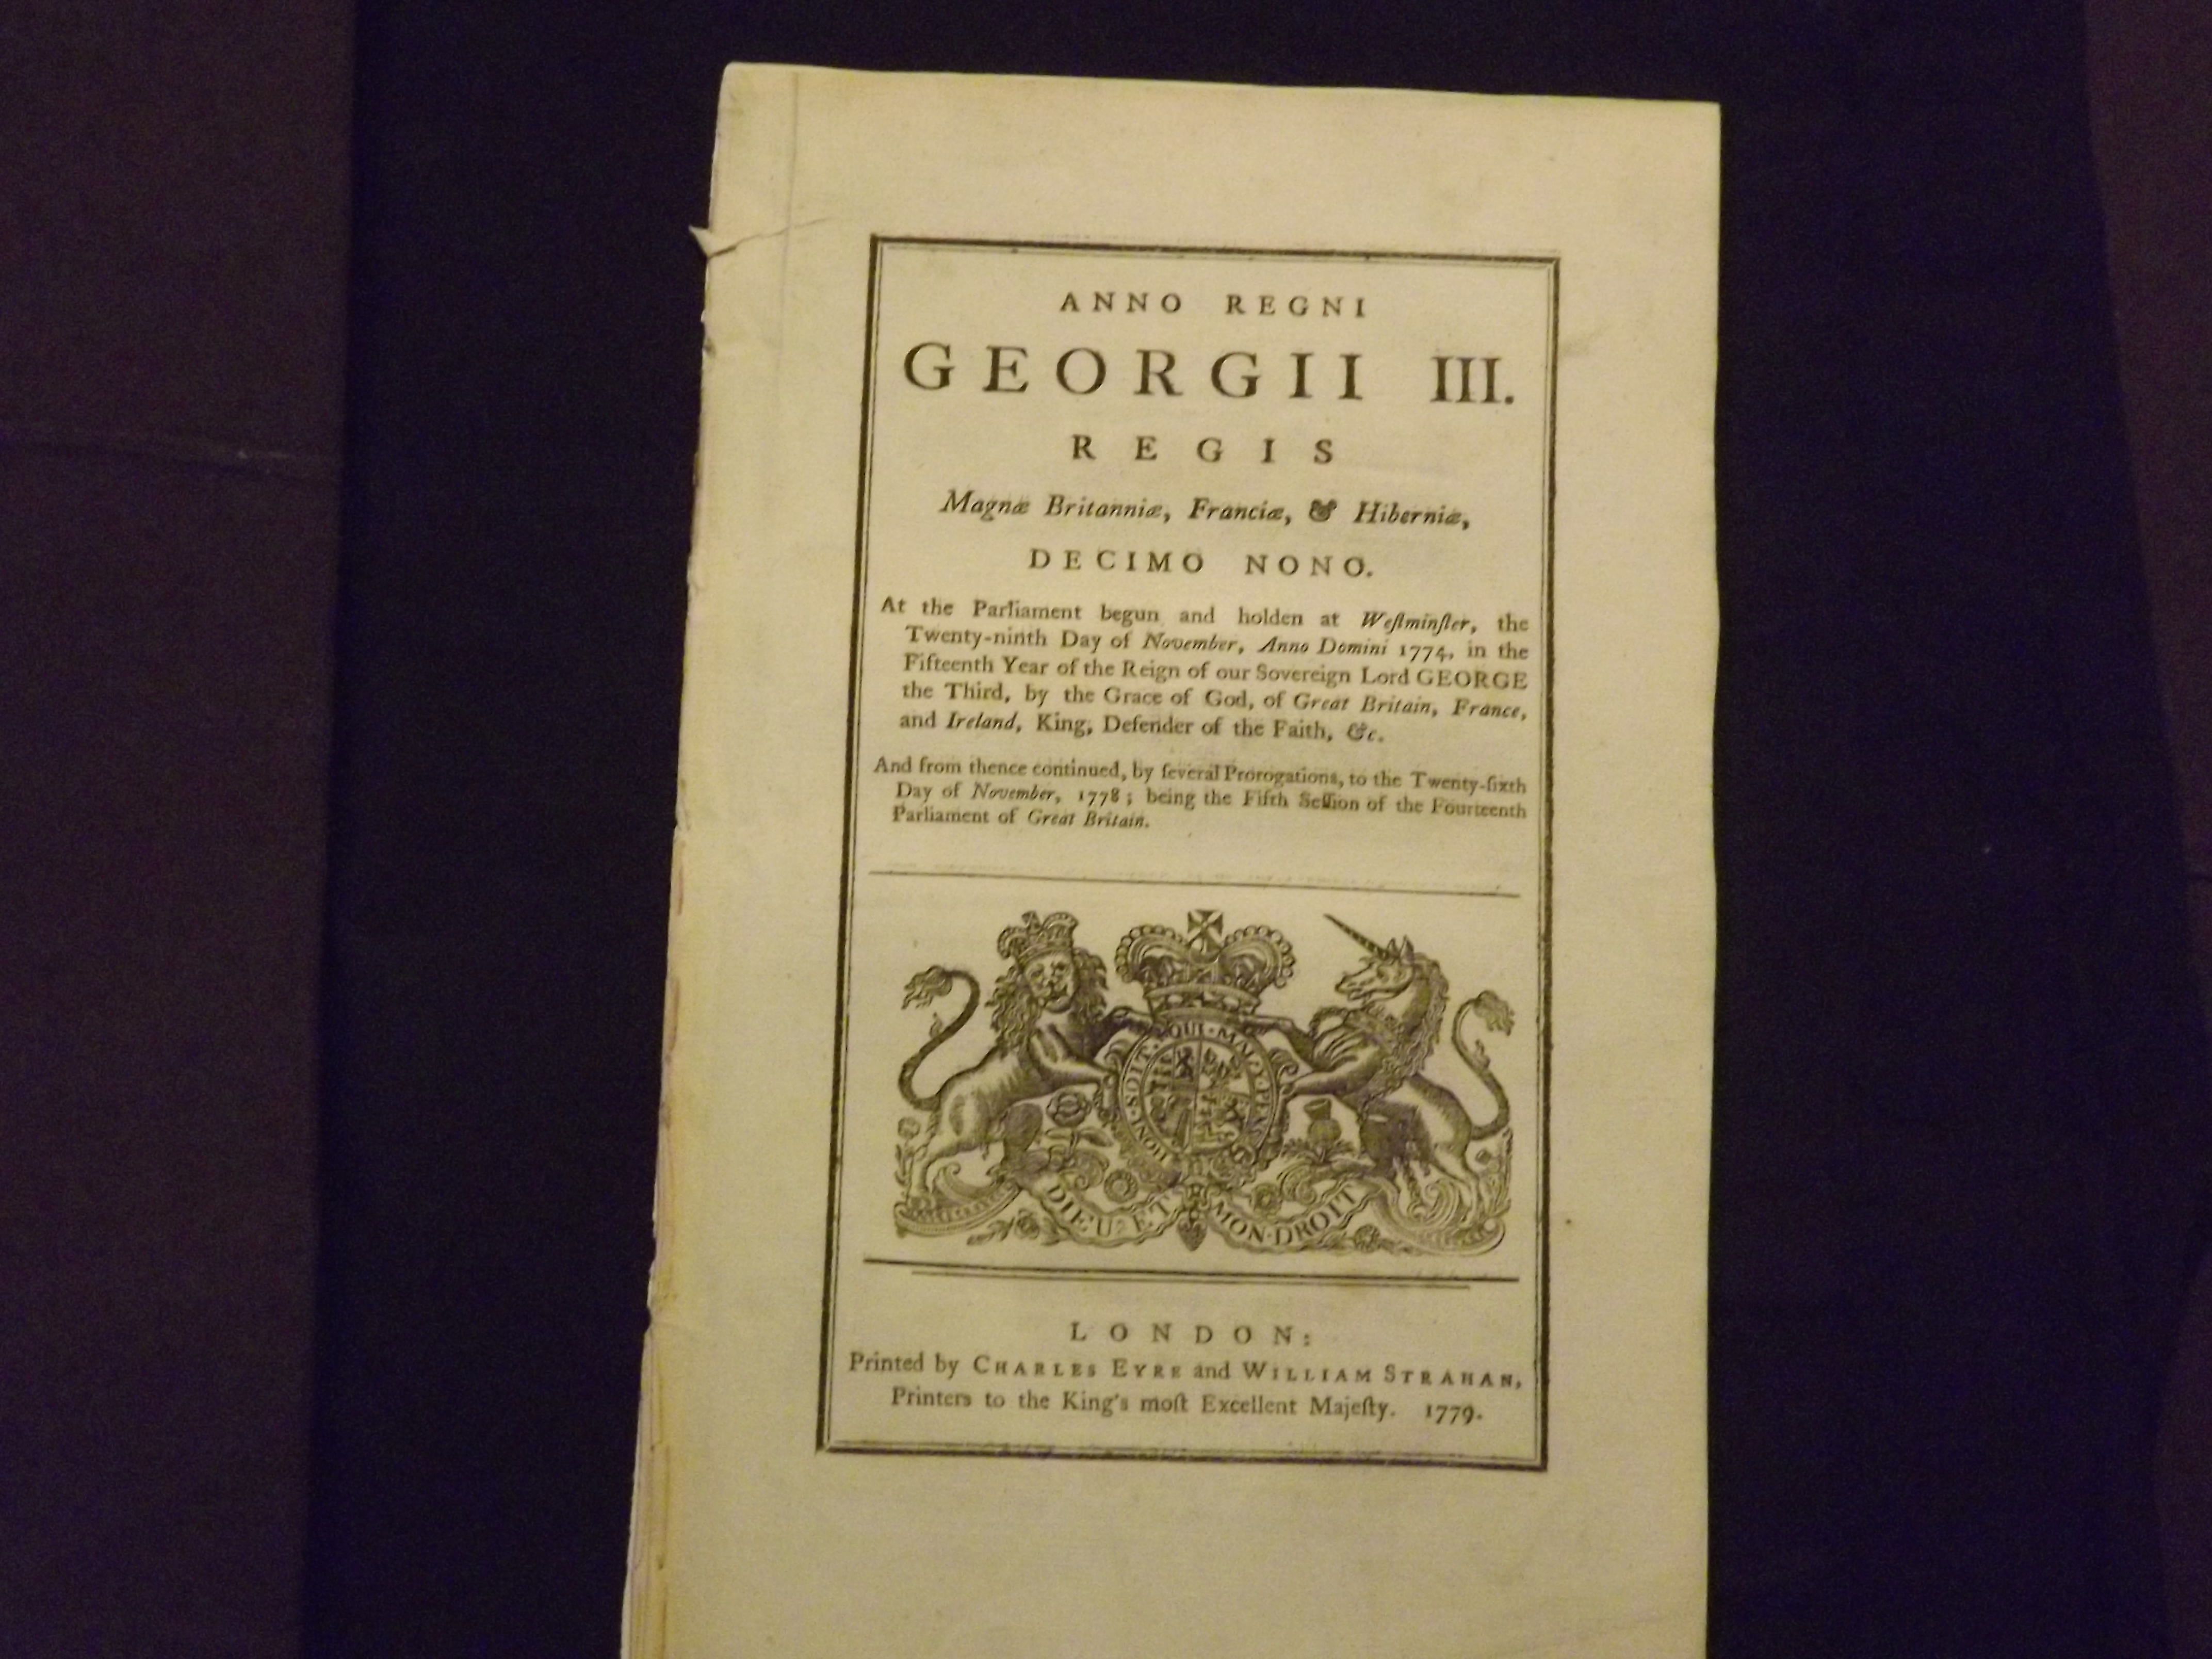 ANNO REGNI
GEORGII III.
REGIS
Magnæ Britanniæ, Franciæ, & Hiberniæ,
DECIMO NONO.
At the Parliament begun and holden at Weſtminſter, the
Twenty-ninth Day of November, Anno Domini 1774, in the
Fifteenth Year of the Reign of our Sovereign Lord GEORGE
the Third, by the Grace of God, of Great Britain, France,
and Ireland, King, Defender of the Faith, &c.
And from thence continued, by ſeveral Prorogations, to the Twenty-ſixth
Day of November, 1778; being the Fifth Seſſion of the Fourteenth
Parliament of Great Britain.
HONI·SOIT·QUI·MAL·Y·
DIEU·ET MON·DROIT
LONDON:
Printed by CHARLES EYRE and WILLIAM STRAHAN,
Printers to the King's moſt Excellent Majeſty. 1779.